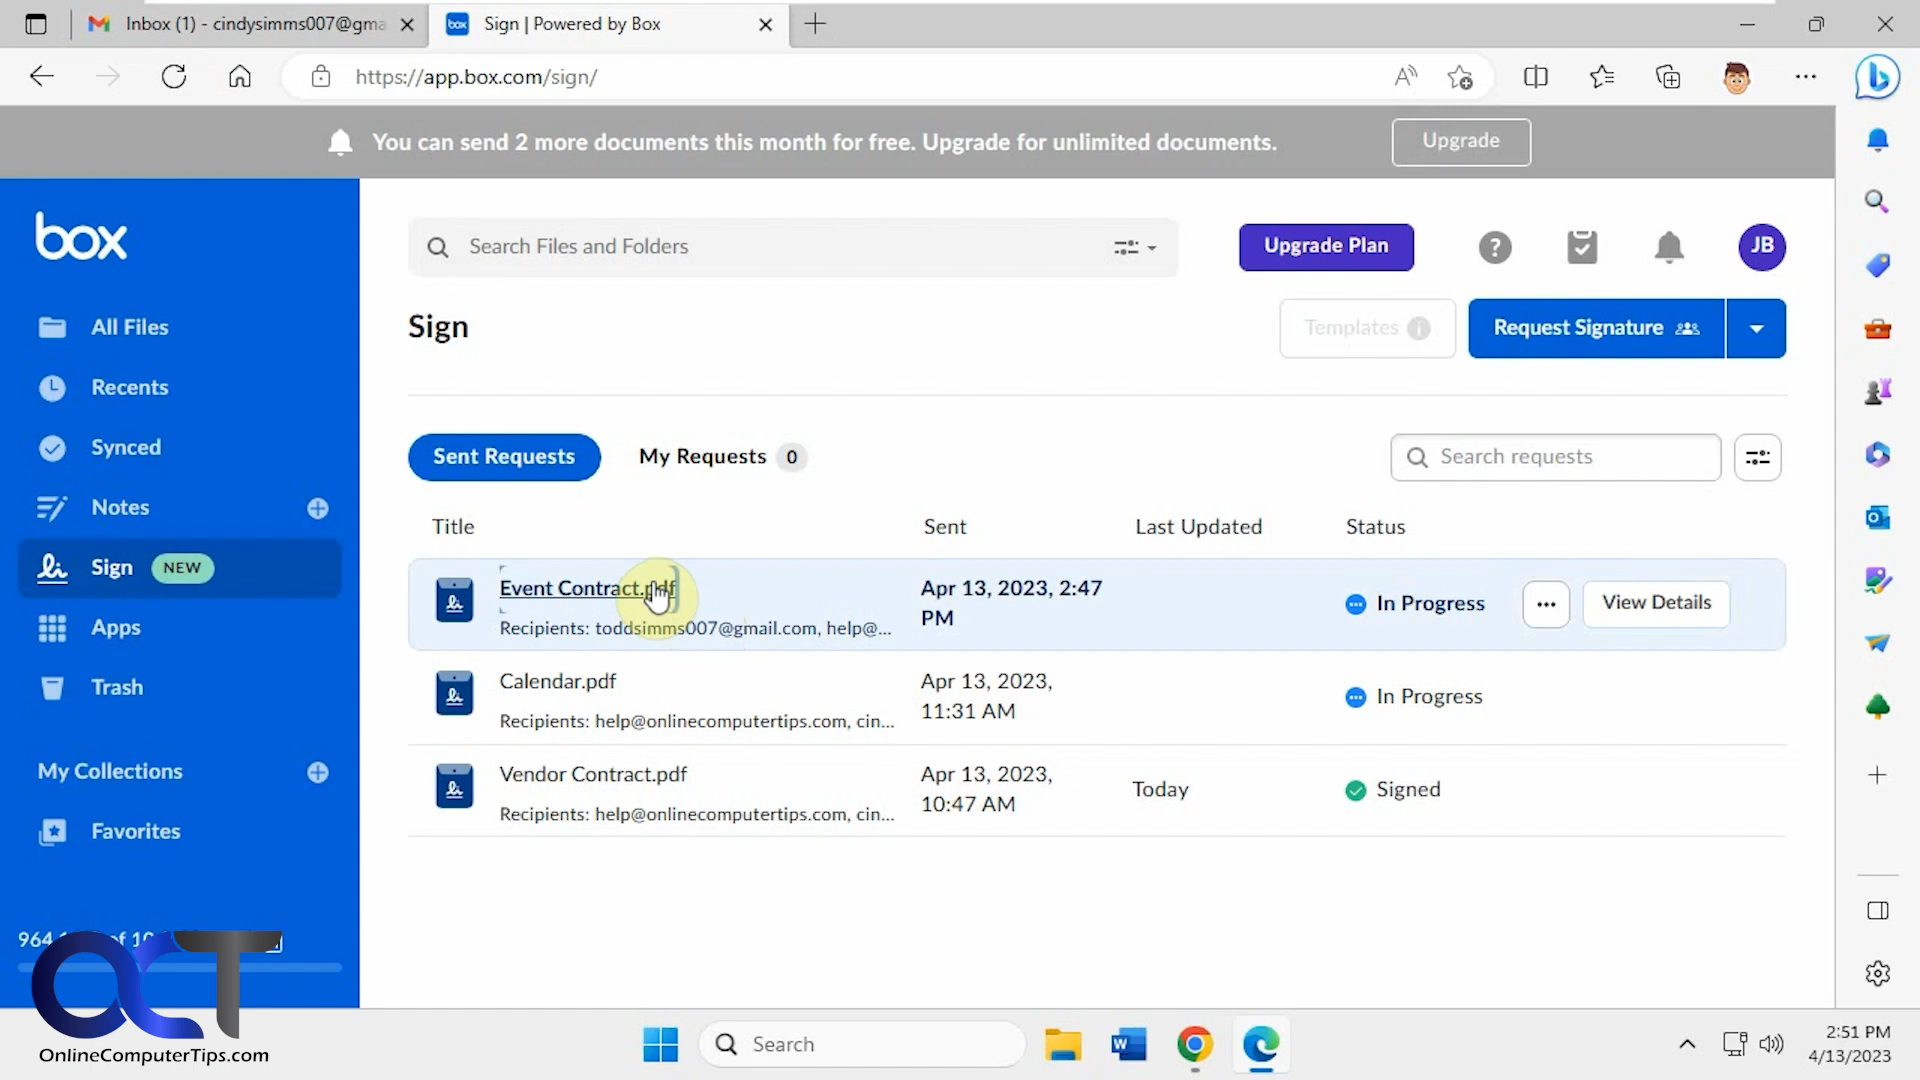 Inbox (1) - cindysimms007@gma
Sign | Powered by Box
https://app.box.com/sign/
You can send 2 more documents this month for free. Upgrade for unlimited documents.
Upgrade
box
Search Files and Folders
Upgrade Plan
JB
All Files
Recents
Synced
Notes
Sign NEW
Apps
Trash
My Collections
Favorites
Sign
Templates
Request Signature
Sent Requests
My Requests 0
Search requests
Title Sent Last Updated Status
Event Contract.pdf
Recipients: toddsimms007@gmail.com, help@...
Apr 13, 2023, 2:47
PM
In Progress
View Details
Calendar.pdf
Recipients: help@onlinecomputertips.com, cin...
Apr 13, 2023,
11:31 AM
In Progress
Vendor Contract.pdf
Recipients: help@onlinecomputertips.com, cin...
Apr 13, 2023,
10:47 AM
Today
Signed
OCT
OnlineComputerTips.com
Search
2:51 PM
4/13/2023